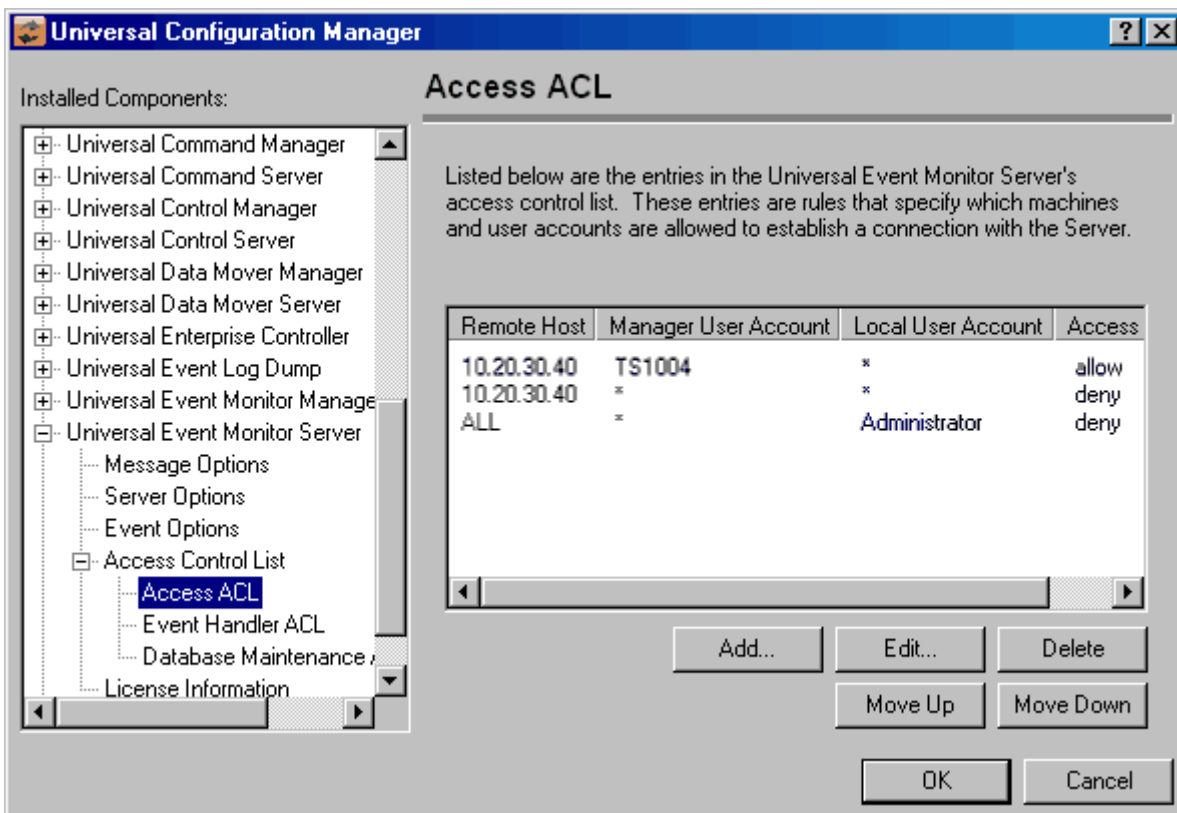 Universal Configuration Manager
Installed Components:
Universal Command Manager
Universal Command Server
Universal Control Manager
Universal Control Server
Universal Data Mover Manager
Universal Data Mover Server
Universal Enterprise Controller
Universal Event Log Dump
Universal Event Monitor Manage
Universal Event Monitor Server
Message Options
Server Options
Event Options
Access Control List
Access ACL
Event Handler ACL
Database Maintenance
License Information
Access ACL
Listed below are the entries in the Universal Event Monitor Server's
access control list. These entries are rules that specify which machines
and user accounts are allowed to establish a connection with the Server.
Remote Host Manager User Account Local User Account Access
10.20.30.40 TS1004 * allow
10.20.30.40 * * deny
ALL * Administrator deny
Add... Edit... Delete
Move Up Move Down
OK Cancel